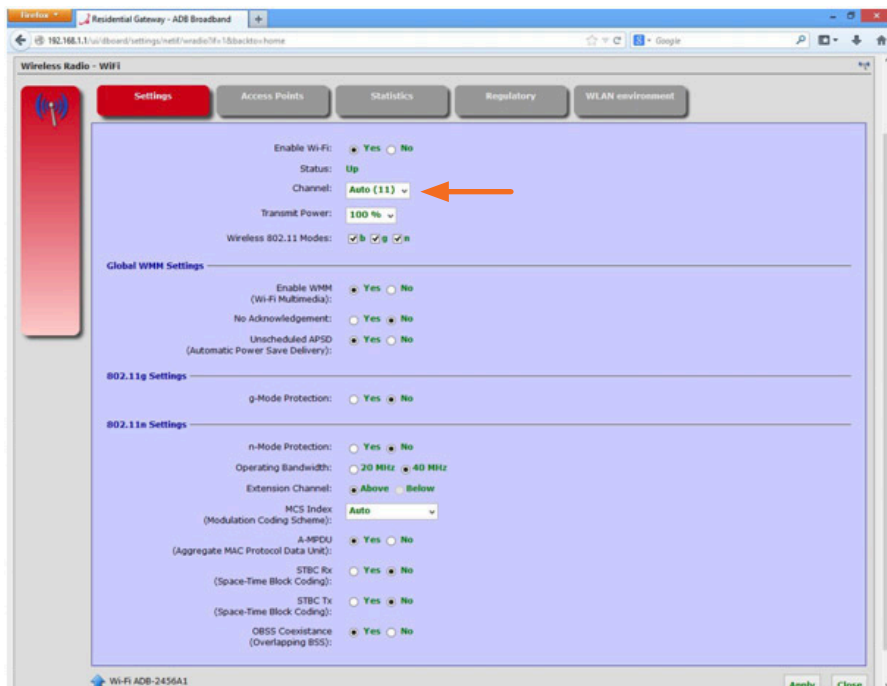 Firefox
Residential Gateway - ADB Broadband
192.168.1.1/ui/dboard/settings/netif/wradio?if=1&backto=home
Google
Wireless Radio - WiFi
Settings Access Points Statistics Regulatory WLAN environment
Enable Wi-Fi: Yes No
Status: Up
Channel: Auto (11)
Transmit Power: 100 %
Wireless 802.11 Modes: b g n
Global WMM Settings
Enable WMM Yes No
(Wi-Fi Multimedia):
No Acknowledgement: Yes No
Unscheduled APSD Yes No
(Automatic Power Save Delivery):
802.11g Settings
g-Mode Protection: Yes No
802.11n Settings
n-Mode Protection: Yes No
Operating Bandwidth: 20 MHz 40 MHz
Extension Channel: Above Below
MCS Index Auto
(Modulation Coding Scheme):
A-MPDU Yes No
(Aggregate MAC Protocol Data Unit):
STBC Rx Yes No
(Space-Time Block Coding):
STBC Tx Yes No
(Space-Time Block Coding):
OBSS Coexistance Yes No
(Overlapping BSS):
Wi-Fi ADB-2456A1
Apply Close